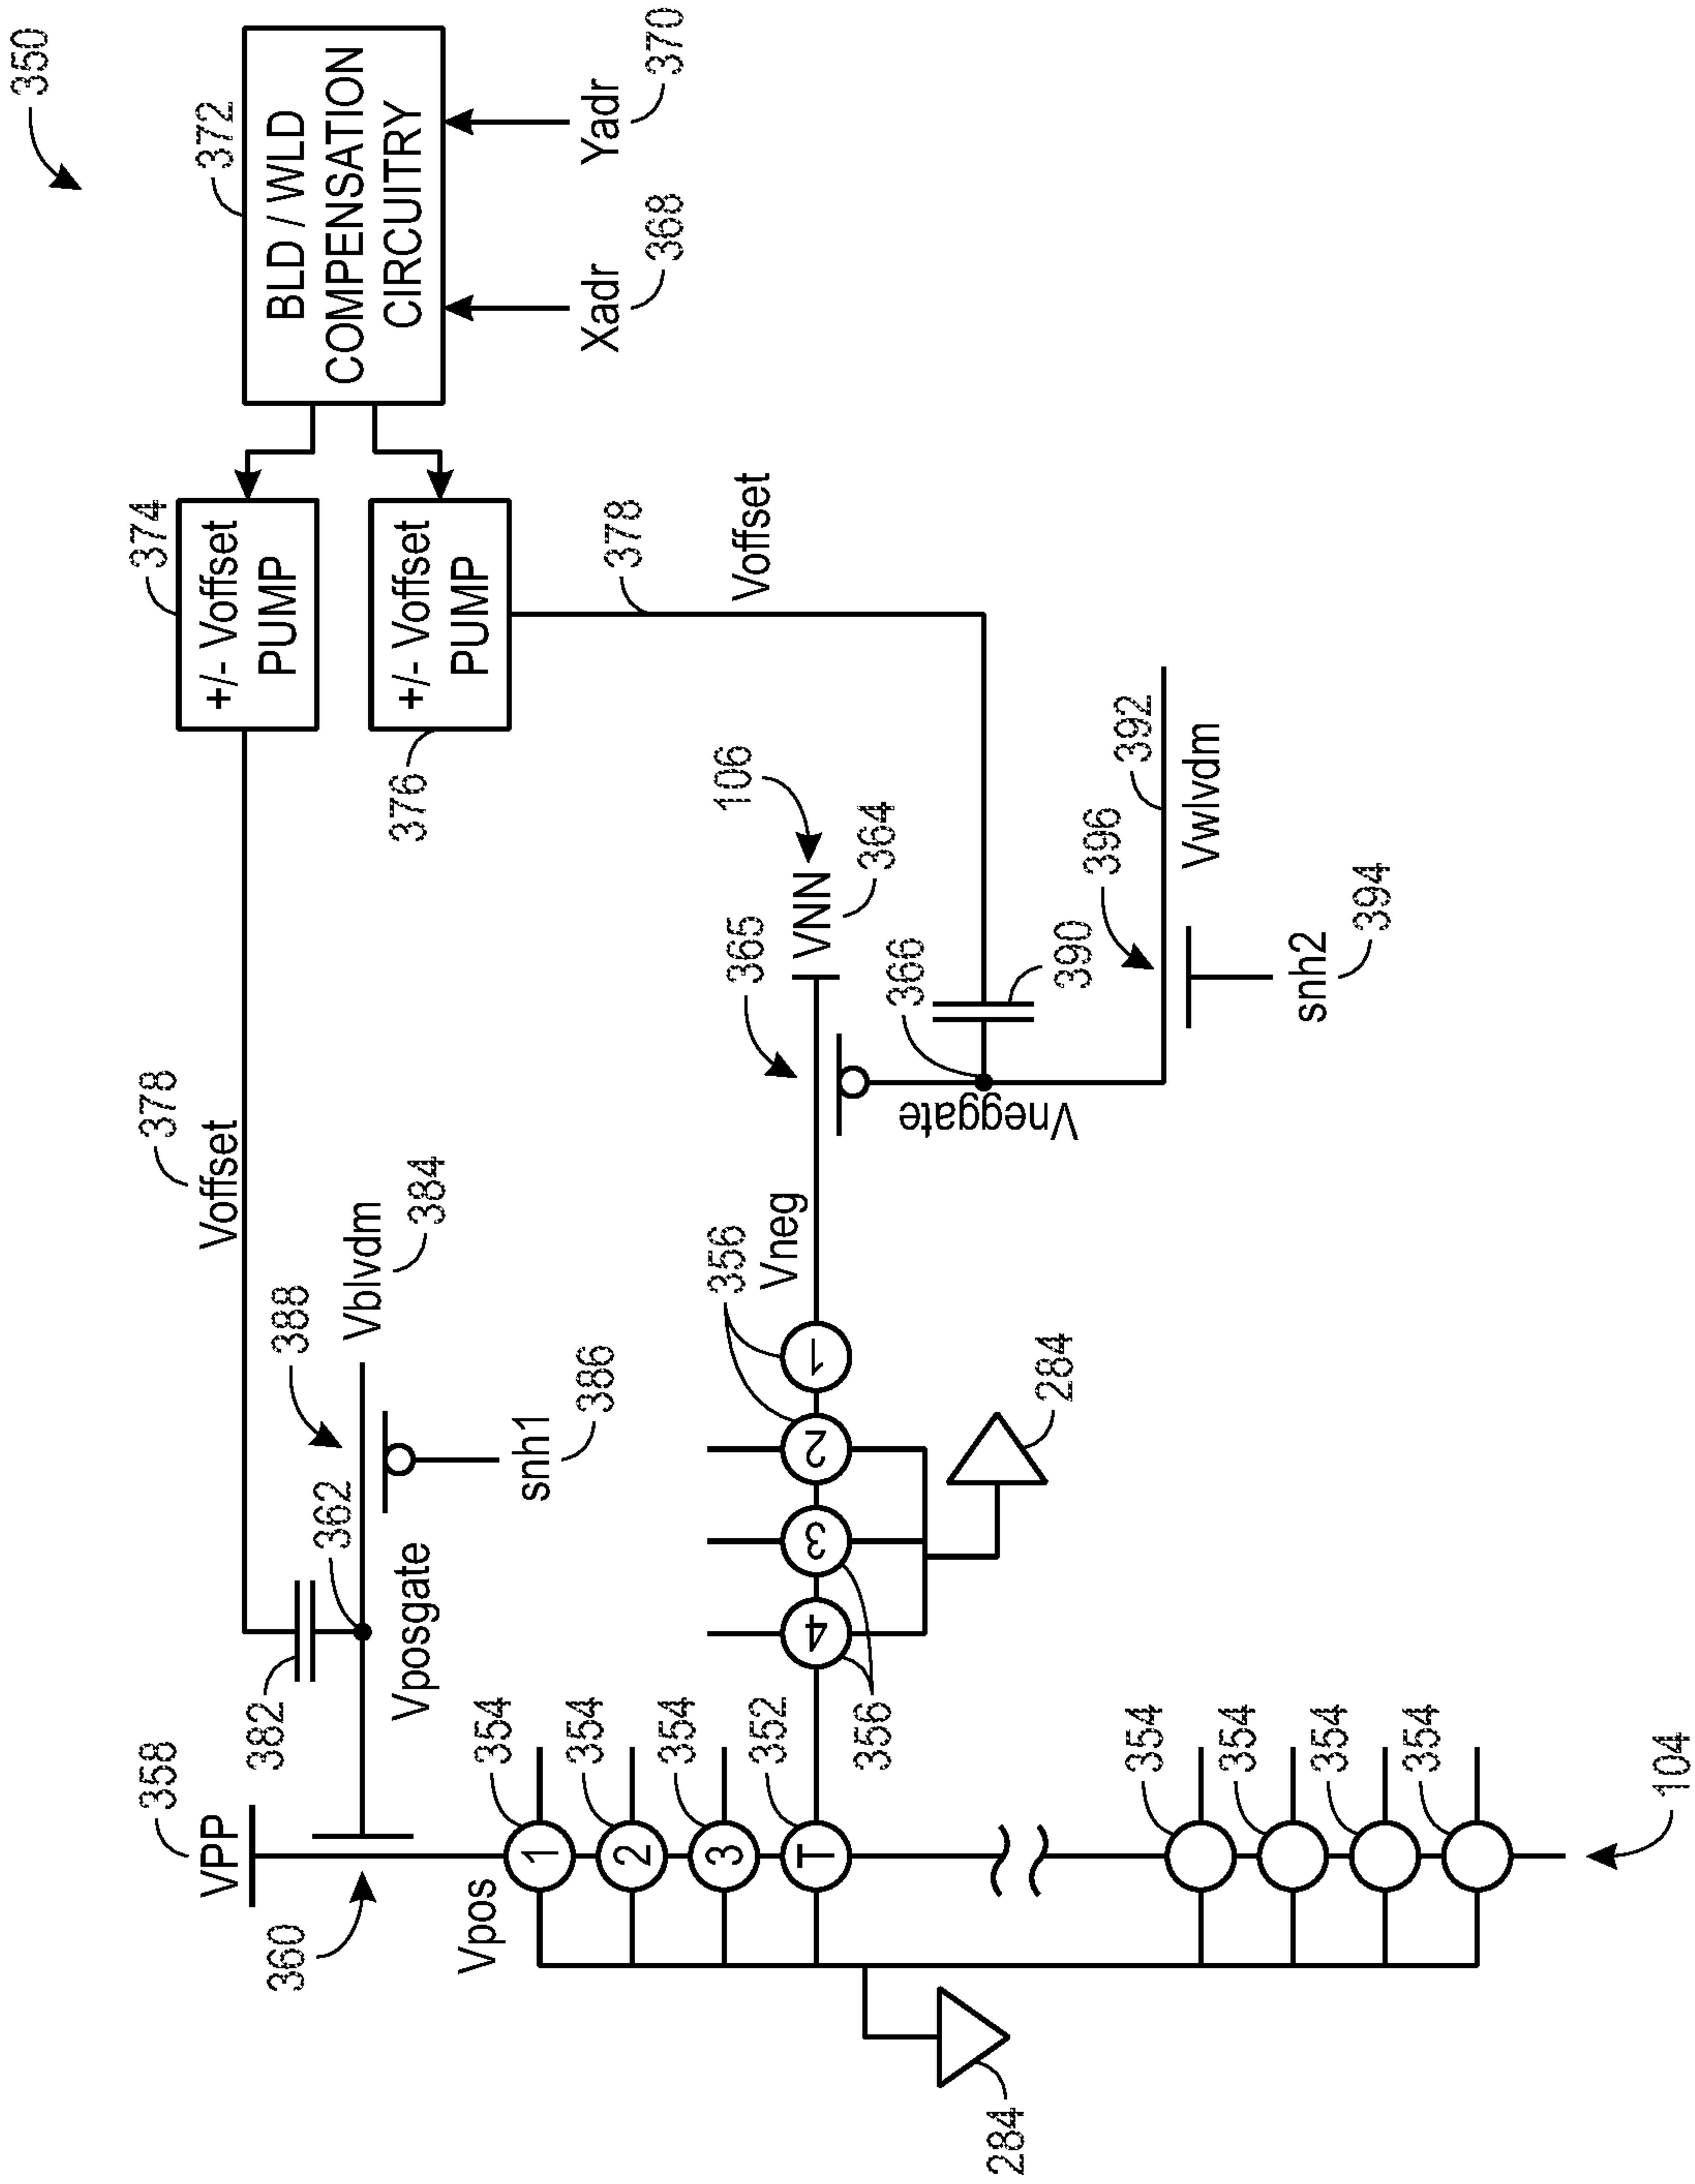 350
372
BLD / WLD
COMPENSATION
CIRCUITRY
Xadr
368
Yadr
370
374
+/- Voffset
PUMP
376
+/- Voffset
PUMP
378
Voffset
378
Voffset
Vblvdm
384
388
snh1
386
362
382
Vposgate
358
VPP
360
Vpos
354
1
354
2
354
3
352
T
354
354
354
354
104
284
356
4
3
2
1
356
284
Vneg
365
VNN
364
106
366
Vneggate
390
396
392
Vwlvdm
snh2
394